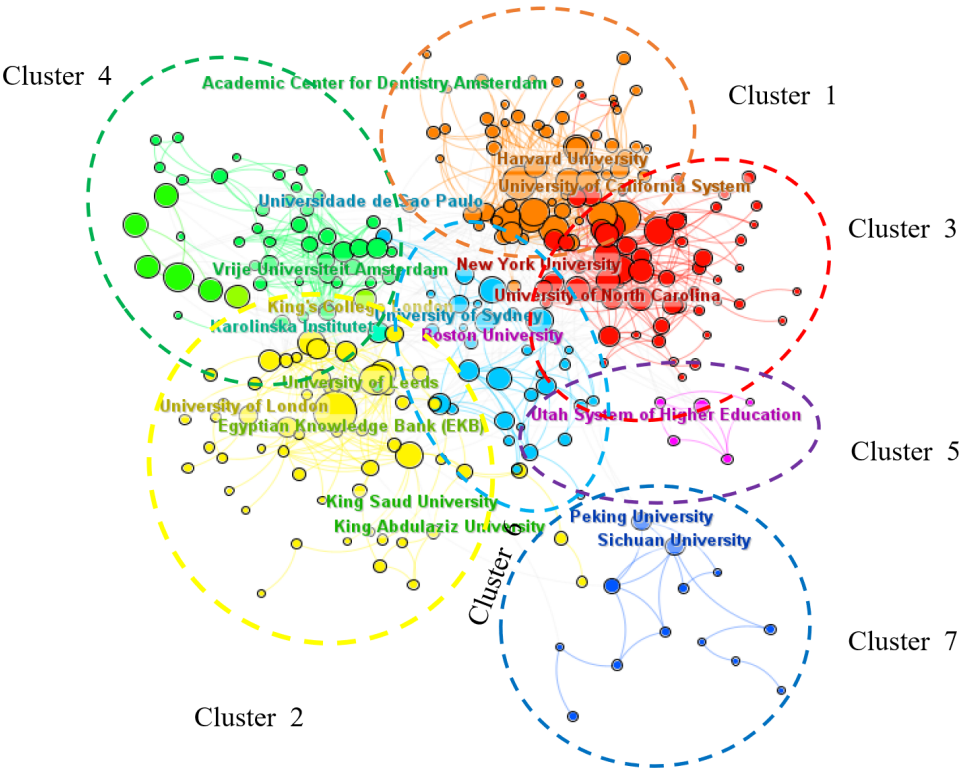 Cluster 4
Academic Center for Dentistry Amsterdam
Cluster 1
Harvard University
University of California System
Universidade de Sao Paulo
Cluster 3
New York University
Vrije Universiteit Amsterdam
University of North Carolina
King's College London
University of Sydney
Karolinska Institutet
Boston University
University of Leeds
University of London
Utah System of Higher Education
Egyptian Knowledge Bank (EKB)
Cluster 5
King Saud University
Peking University
King Abdulaziz University
Sichuan University
Cluster 6
Cluster 7
Cluster 2